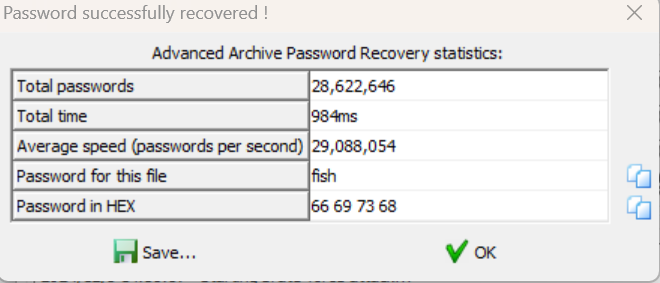 Password successfully recovered !
Advanced Archive Password Recovery statistics:
Total passwords 28,622,646
Total time 984ms
Average speed (passwords per second) 29,088,054
Password for this file fish
Password in HEX 66 69 73 68
Save... OK